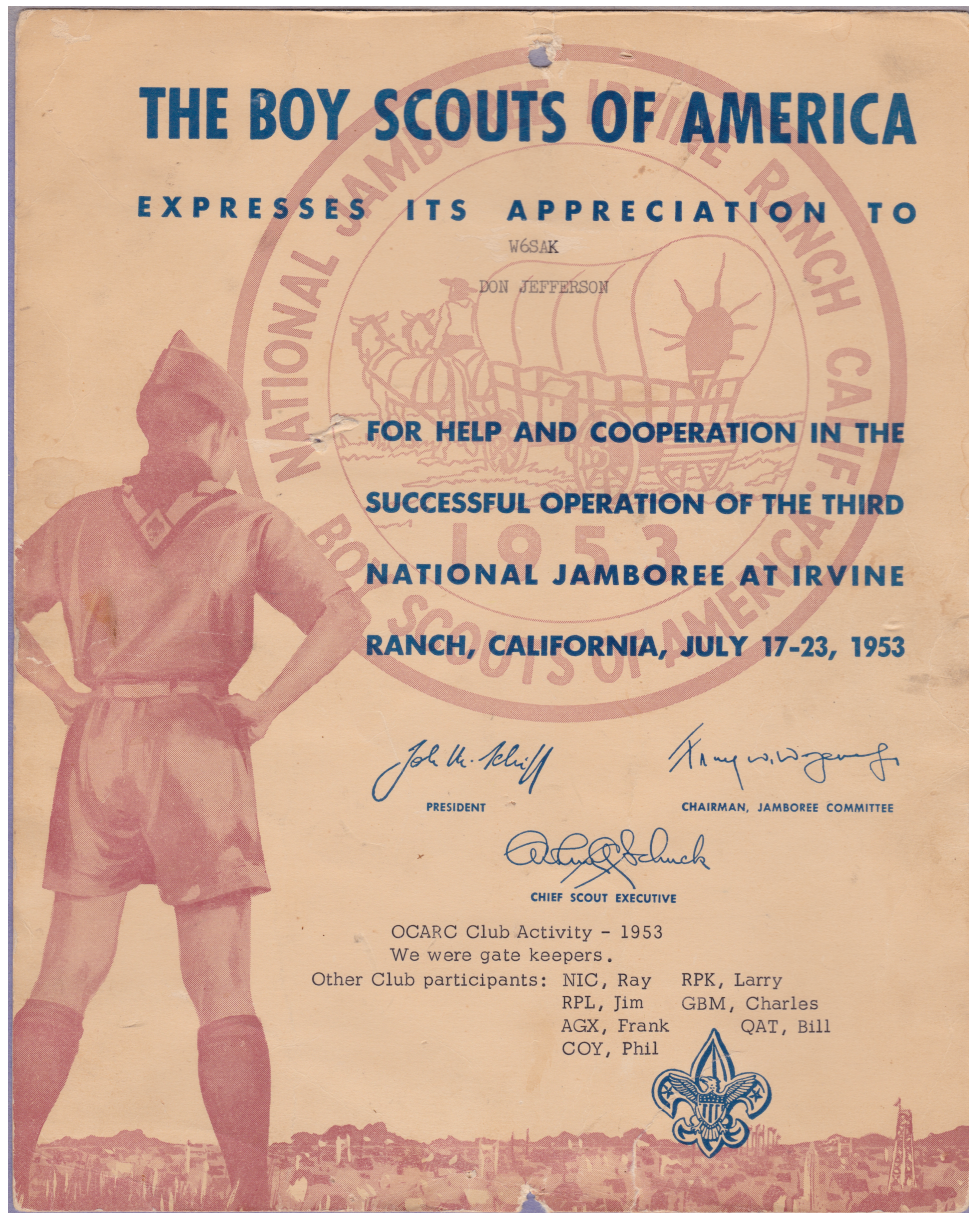 THE BOY SCOUTS OF AMERICA
EXPRESSES ITS APPRECIATION TO
W6SAK
DON JEFFERSON
NATIONAL JAMBOREE IRVINE RANCH CALIF.
FOR HELP AND COOPERATION IN THE
SUCCESSFUL OPERATION OF THE THIRD
1953
NATIONAL JAMBOREE AT IRVINE
RANCH, CALIFORNIA, JULY 17-23, 1953
BOY SCOUTS OF AMERICA
John M. Schiff
PRESIDENT
CHAIRMAN, JAMBOREE COMMITTEE
Schuck
CHIEF SCOUT EXECUTIVE
OCARC Club Activity - 1953
We were gate keepers.
Other Club participants: NIC, Ray RPK, Larry
RPL, Jim GBM, Charles
AGX, Frank QAT, Bill
COY, Phil